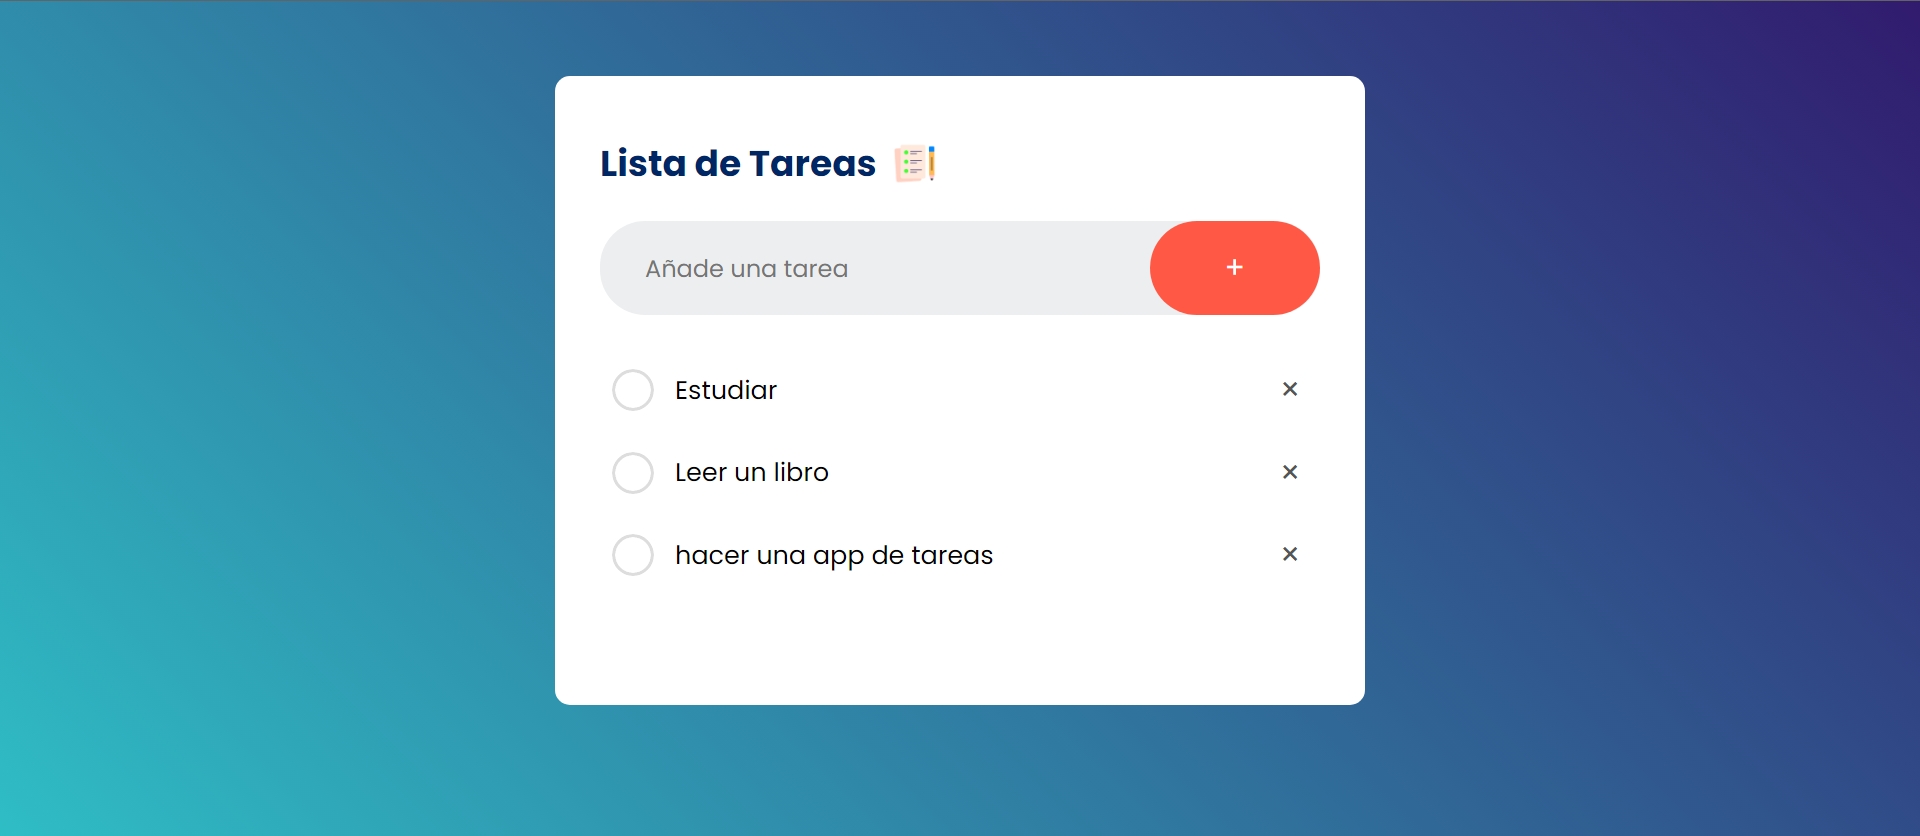 Lista de Tareas
Añade una tarea
+
Estudiar ×
Leer un libro ×
hacer una app de tareas ×